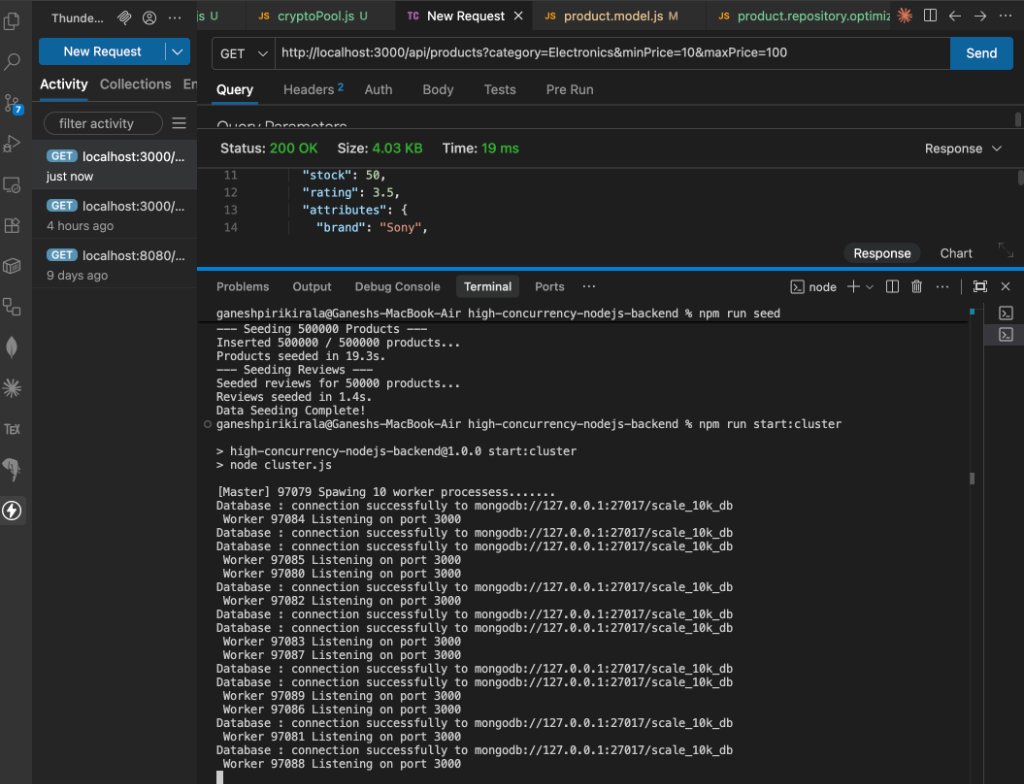 Thunde... ···
js U
JS cryptoPool.js U
TC New Request ×
JS product.model.js M
JS product.repository.optimiz
New Request
GET http://localhost:3000/api/products?category=Electronics&minPrice=10&maxPrice=100 Send
Activity Collections En
Query Headers 2 Auth Body Tests Pre Run
filter activity
Query Parameters
7
GET localhost:3000/...
just now
GET localhost:3000/...
4 hours ago
GET localhost:8080/...
9 days ago
TEX
Status: 200 OK Size: 4.03 KB Time: 19 ms Response
11 "stock": 50,
12 "rating": 3.5,
13 "attributes": {
14 "brand": "Sony",
Response Chart
Problems Output Debug Console Terminal Ports ··· node
ganeshpirikirala@Ganeshs-MacBook-Air high-concurrency-nodejs-backend % npm run seed
--- Seeding 500000 Products ---
Inserted 500000 / 500000 products...
Products seeded in 19.3s.
--- Seeding Reviews ---
Seeded reviews for 50000 products...
Reviews seeded in 1.4s.
Data Seeding Complete!
ganeshpirikirala@Ganeshs-MacBook-Air high-concurrency-nodejs-backend % npm run start:cluster
> high-concurrency-nodejs-backend@1.0.0 start:cluster
> node cluster.js
[Master] 97079 Spawing 10 worker processess.......
Database : connection successfully to mongodb://127.0.0.1:27017/scale_10k_db
Worker 97084 Listening on port 3000
Database : connection successfully to mongodb://127.0.0.1:27017/scale_10k_db
Database : connection successfully to mongodb://127.0.0.1:27017/scale_10k_db
Worker 97085 Listening on port 3000
Worker 97080 Listening on port 3000
Database : connection successfully to mongodb://127.0.0.1:27017/scale_10k_db
Worker 97082 Listening on port 3000
Database : connection successfully to mongodb://127.0.0.1:27017/scale_10k_db
Database : connection successfully to mongodb://127.0.0.1:27017/scale_10k_db
Worker 97083 Listening on port 3000
Worker 97087 Listening on port 3000
Database : connection successfully to mongodb://127.0.0.1:27017/scale_10k_db
Database : connection successfully to mongodb://127.0.0.1:27017/scale_10k_db
Worker 97089 Listening on port 3000
Worker 97086 Listening on port 3000
Database : connection successfully to mongodb://127.0.0.1:27017/scale_10k_db
Worker 97081 Listening on port 3000
Database : connection successfully to mongodb://127.0.0.1:27017/scale_10k_db
Worker 97088 Listening on port 3000